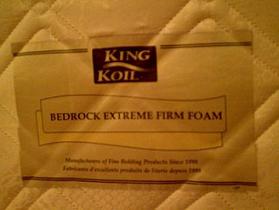 KING
KOIL
BEDROCK EXTREME FIRM FOAM
Manufacturers of Fine Bedding Products Since 1898
Fabricants d'excellents produits de literie depuis 1898